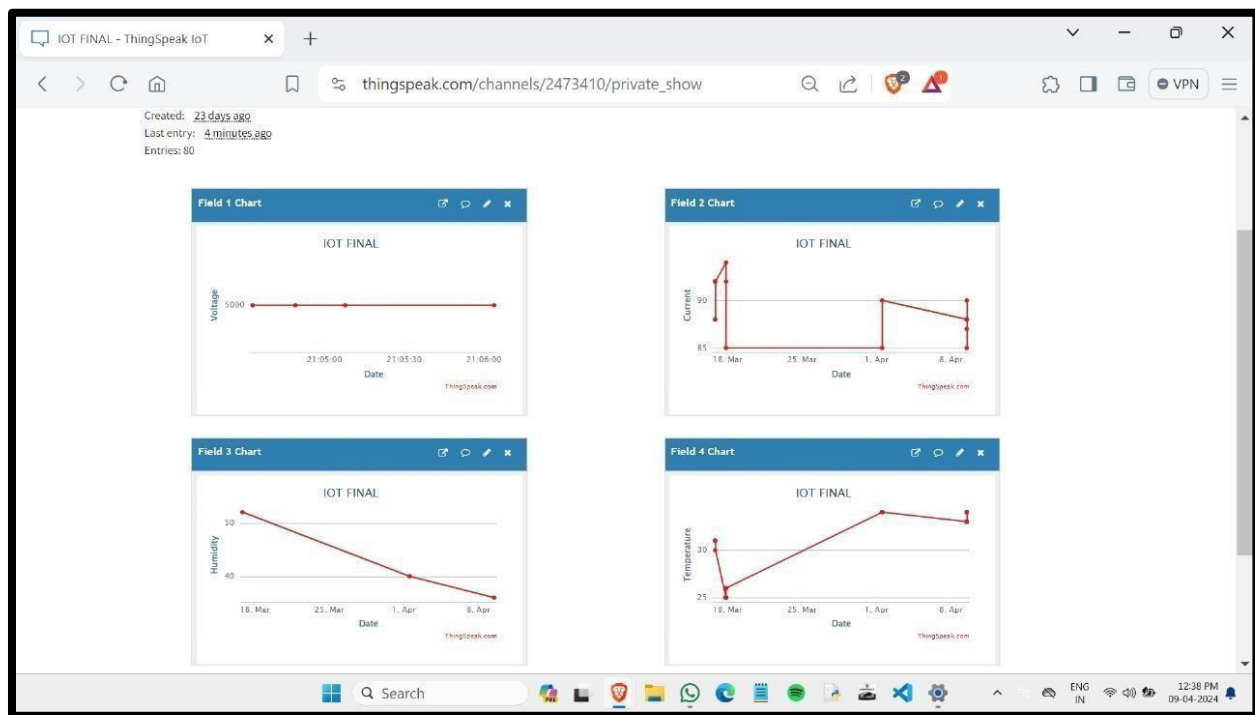 IOT FINAL - ThingSpeak IoT
thingspeak.com/channels/2473410/private_show
2
1
VPN
Created: 23 days ago
Last entry: 4 minutes ago
Entries: 80
Field 1 Chart
IOT FINAL
Voltage
5000
21:05:00 21:05:30 21:06:00
Date
ThingSpeak.com
Field 2 Chart
IOT FINAL
Current
90
85
18. Mar 25. Mar 1. Apr 8. Apr
Date
ThingSpeak.com
Field 3 Chart
IOT FINAL
Humidity
50
40
18. Mar 25. Mar 1. Apr 8. Apr
Date
ThingSpeak.com
Field 4 Chart
IOT FINAL
Temperature
30
25
18. Mar 25. Mar 1. Apr 8. Apr
Date
ThingSpeak.com
Search
ENG
IN
12:38 PM
09-04-2024